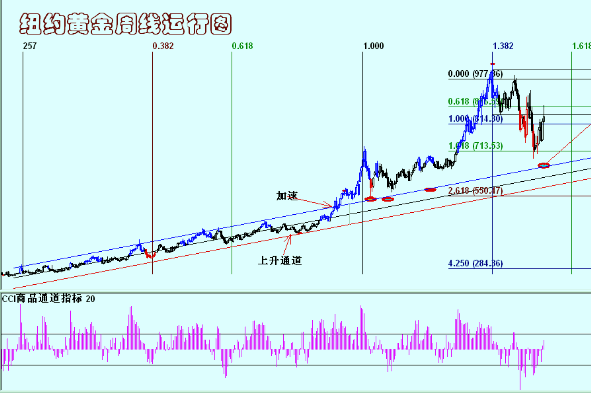 纽约黄金周线运行图
257 0.382 0.618 1.000 1.382 1.618
0.000 (977.36)
0.618
1.000 (814.30)
1.618 (713.53)
加速
2.618 (550.47)
上升通道
4.250 (284.36)
CCI商品通道指标 20